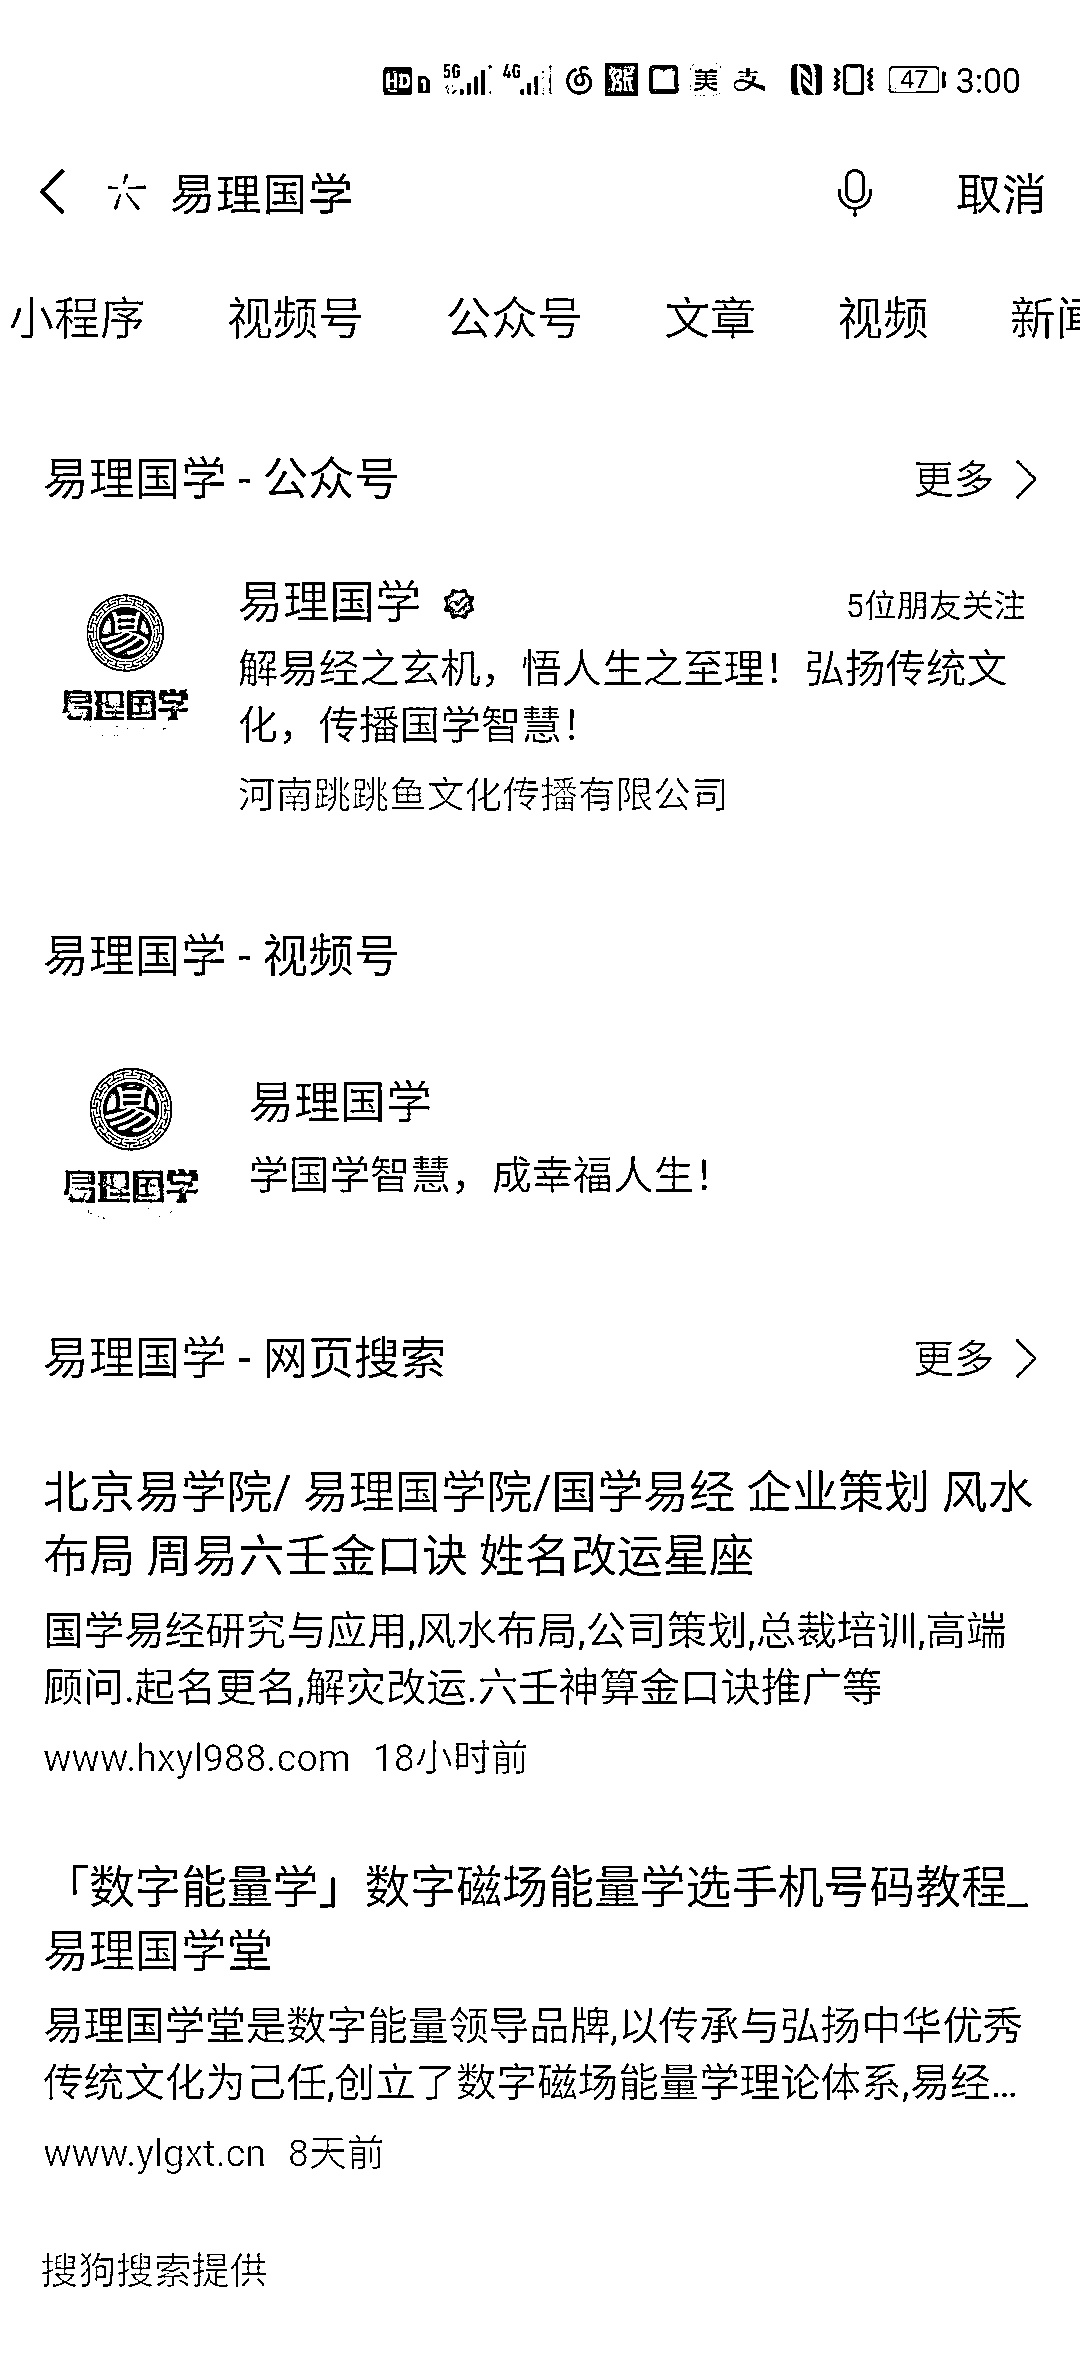 HD 5G 4G 涨 美 支 47 3:00
易理国学 取消
小程序 视频号 公众号 文章 视频 新闻
易理国学 - 公众号 更多
易理国学 5位朋友关注
解易经之玄机，悟人生之至理！弘扬传统文
化，传播国学智慧！
易理国学
河南跳跳鱼文化传播有限公司
易理国学 - 视频号
易理国学
学国学智慧，成幸福人生！
易理国学
易理国学 - 网页搜索 更多
北京易学院/ 易理国学院/国学易经 企业策划 风水
布局 周易六壬金口诀 姓名改运星座
国学易经研究与应用,风水布局,公司策划,总裁培训,高端
顾问.起名更名,解灾改运.六壬神算金口诀推广等
www.hxyl988.com 18小时前
「数字能量学」数字磁场能量学选手机号码教程_
易理国学堂
易理国学堂是数字能量领导品牌,以传承与弘扬中华优秀
传统文化为己任,创立了数字磁场能量学理论体系,易经...
www.ylgxt.cn 8天前
搜狗搜索提供